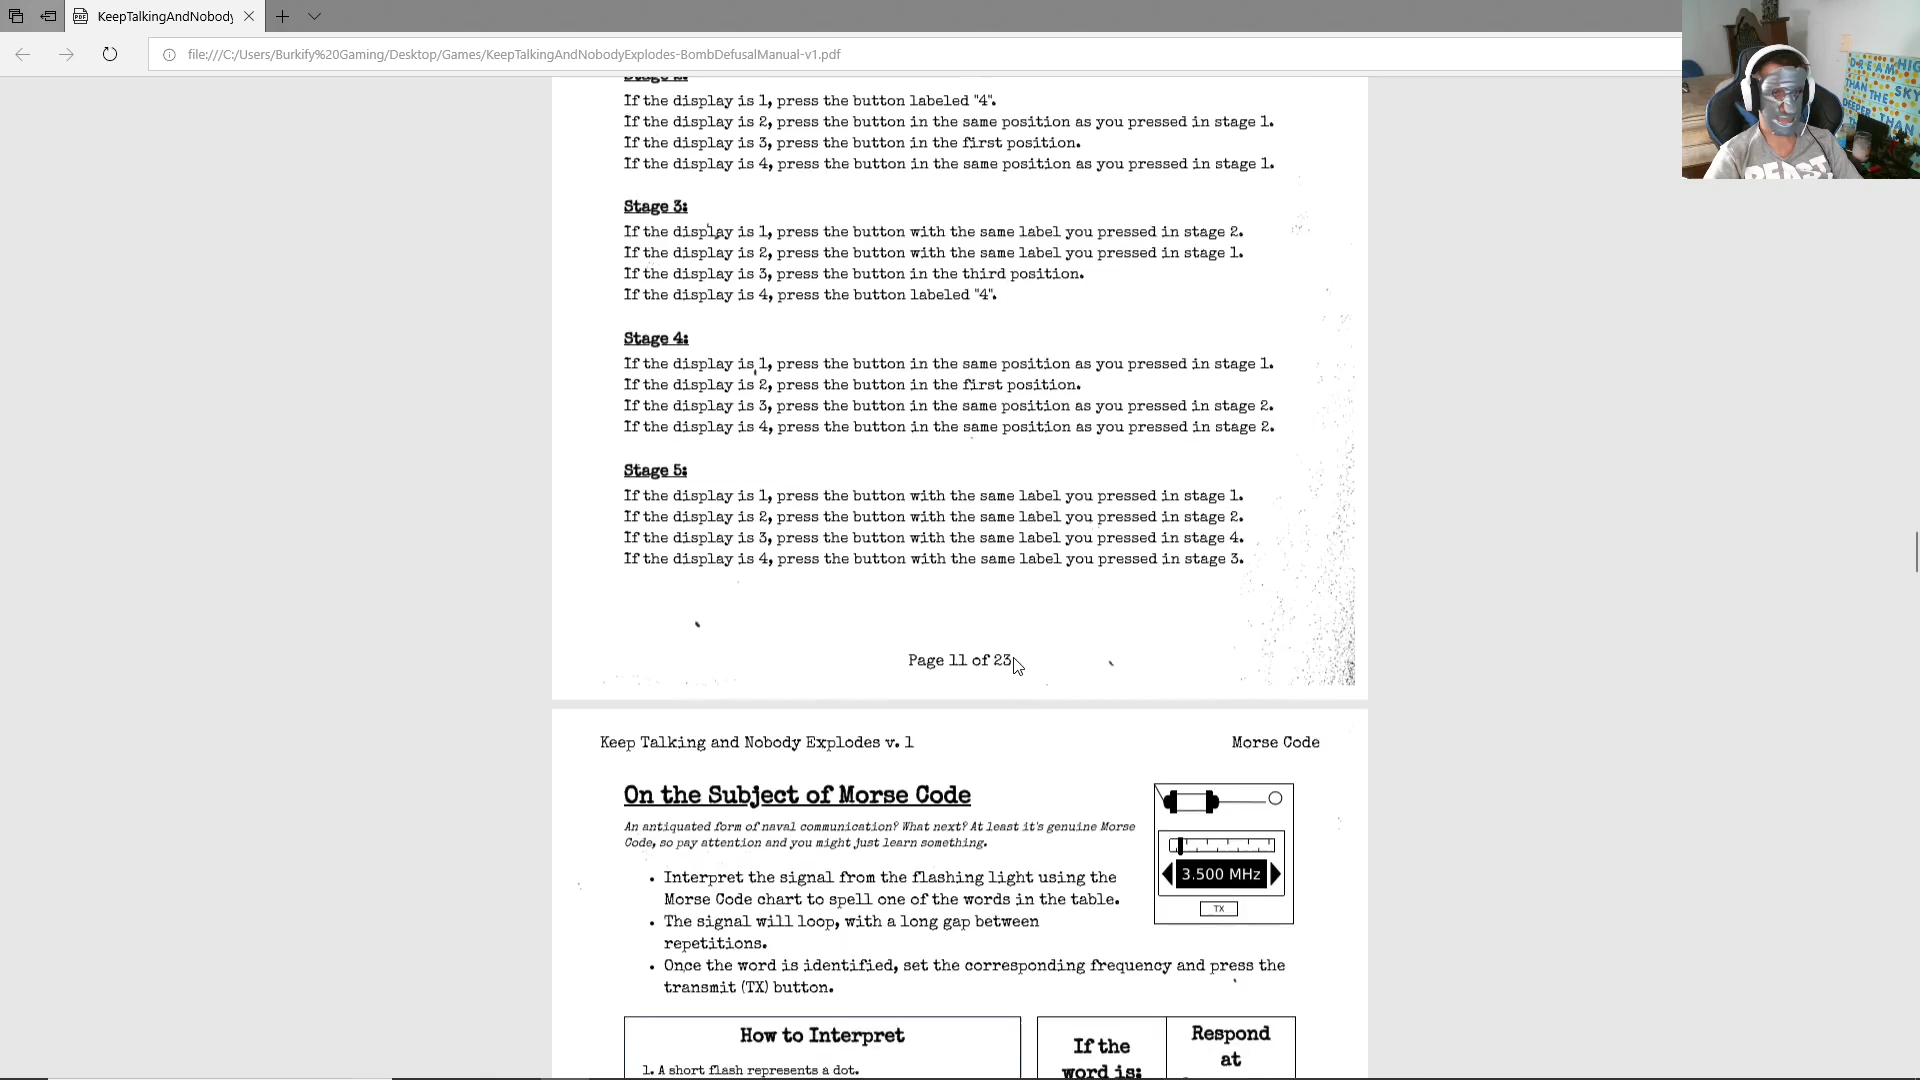 KeepTalkingAndNobody
file:///C:/Users/Burkify%20Gaming/Desktop/Games/KeepTalkingAndNobodyExplodes-BombDefusalManual-v1.pdf
If the display is 1, press the button labeled "4".
If the display is 2, press the button in the same position as you pressed in stage 1.
If the display is 3, press the button in the first position.
If the display is 4, press the button in the same position as you pressed in stage 1.
Stage 3:
If the display is 1, press the button with the same label you pressed in stage 2.
If the display is 2, press the button with the same label you pressed in stage 1.
If the display is 3, press the button in the third position.
If the display is 4, press the button labeled "4".
Stage 4:
If the display is 1, press the button in the same position as you pressed in stage 1.
If the display is 2, press the button in the first position.
If the display is 3, press the button in the same position as you pressed in stage 2.
If the display is 4, press the button in the same position as you pressed in stage 2.
Stage 5:
If the display is 1, press the button with the same label you pressed in stage 1.
If the display is 2, press the button with the same label you pressed in stage 2.
If the display is 3, press the button with the same label you pressed in stage 4.
If the display is 4, press the button with the same label you pressed in stage 3.
Page 11 of 23
Keep Talking and Nobody Explodes v. 1
Morse Code
On the Subject of Morse Code
An antiquated form of naval communication? What next? At least it's genuine Morse
Code, so pay attention and you might just learn something.
• Interpret the signal from the flashing light using the
Morse Code chart to spell one of the words in the table.
• The signal will loop, with a long gap between
repetitions.
• Once the word is identified, set the corresponding frequency and press the
transmit (TX) button.
3.500 MHz
TX
How to Interpret
1. A short flash represents a dot.
If the
word is:
Respond
at
DREAM HIG
THAN THE SKY
DEEPER THAN
BEAST